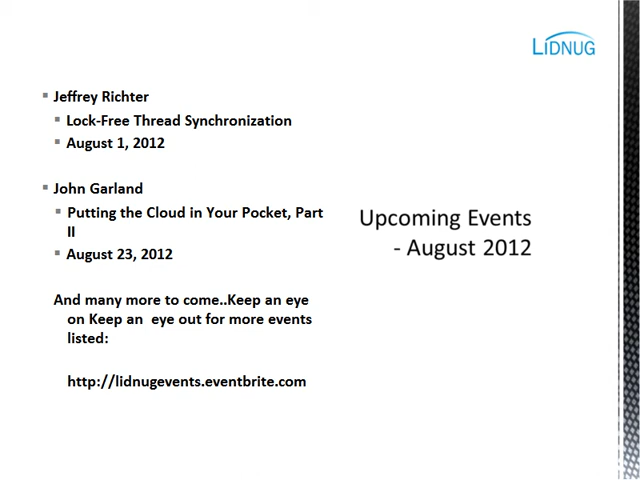 LIDNUG
Jeffrey Richter
Lock-Free Thread Synchronization
August 1, 2012
John Garland
Putting the Cloud in Your Pocket, Part
II
August 23, 2012
And many more to come..Keep an eye
on Keep an  eye out for more events
listed:
http://lidnugevents.eventbrite.com
Upcoming Events
- August 2012